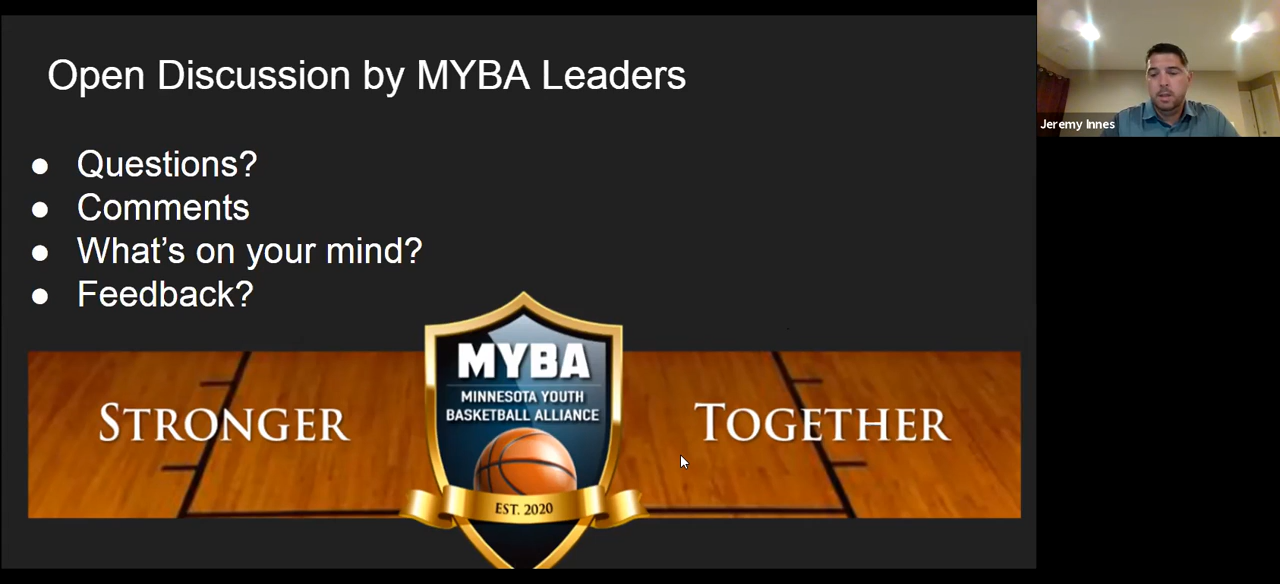 Open Discussion by MYBA Leaders
Questions?
Comments
What's on your mind?
Feedback?
MYBA
MINNESOTA YOUTH
BASKETBALL ALLIANCE
STRONGER
TOGETHER
EST. 2020
Jeremy Innes